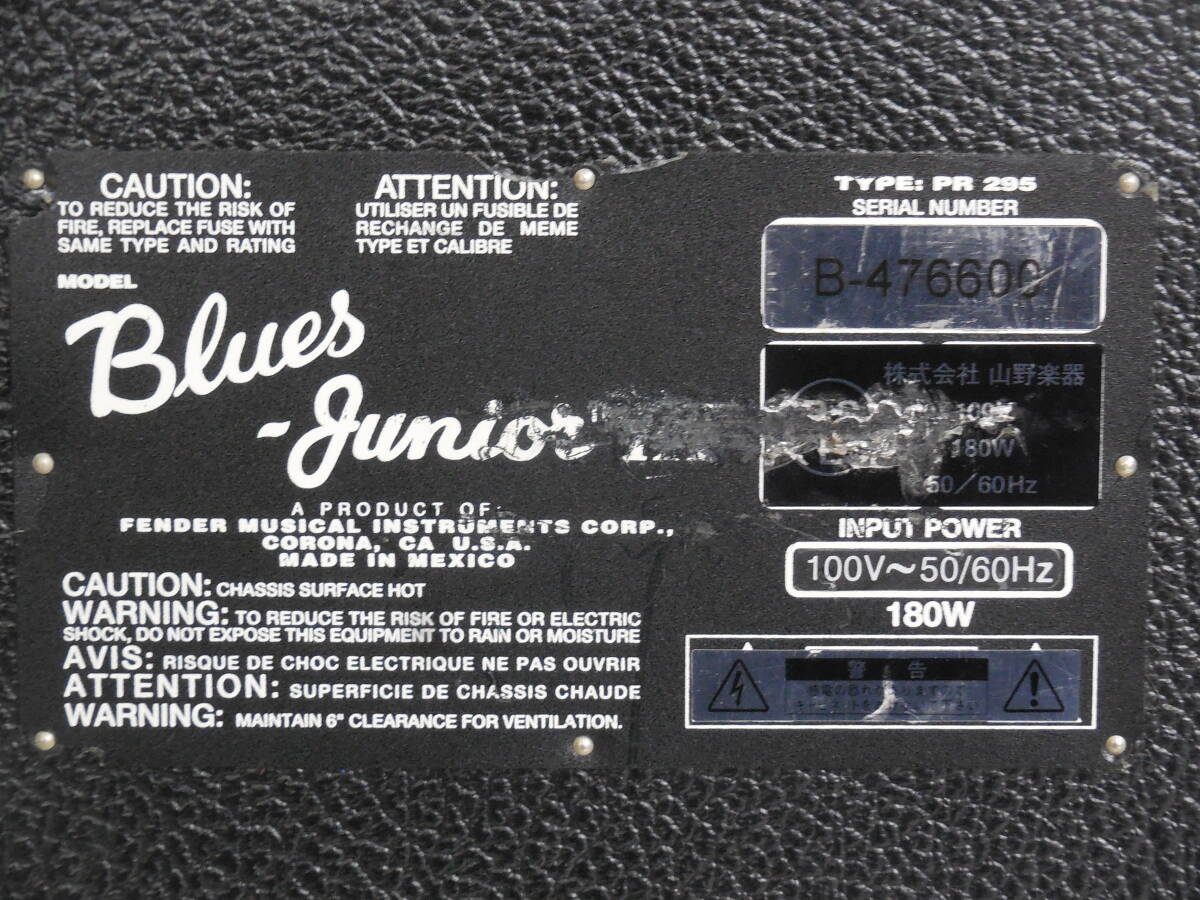 CAUTION:
TO REDUCE THE RISK OF
FIRE, REPLACE FUSE WITH
SAME TYPE AND RATING
ATTENTION:
UTILISER UN FUSIBLE DE
RECHANGE DE MEME
TYPE ET CALIBRE
MODEL
Blues
-Junior
A PRODUCT OF:
FENDER MUSICAL INSTRUMENTS CORP.,
CORONA, CA U.S.A.
MADE IN MEXICO
CAUTION: CHASSIS SURFACE HOT
WARNING: TO REDUCE THE RISK OF FIRE OR ELECTRIC
SHOCK, DO NOT EXPOSE THIS EQUIPMENT TO RAIN OR MOISTURE
AVIS: RISQUE DE CHOC ELECTRIQUE NE PAS OUVRIR
ATTENTION: SUPERFICIE DE CHASSIS CHAUDE
WARNING: MAINTAIN 6" CLEARANCE FOR VENTILATION.
TYPE: PR 295
SERIAL NUMBER
B-476600
株式会社 山野楽器
100V
180W
50/60Hz
INPUT POWER
100V~50/60Hz
180W
警 告